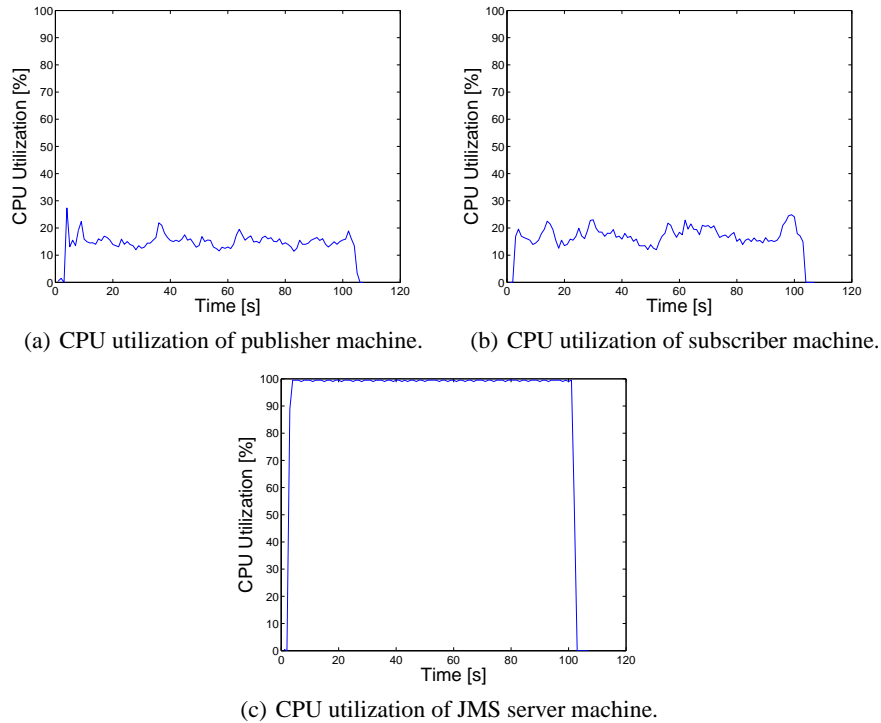 100
90
80
70
60
50
40
30
20
10
0
0 20 40 60 80 100 120
CPU Utilization [%]
Time [s]
(a) CPU utilization of publisher machine.
100
90
80
70
60
50
40
30
20
10
0
0 20 40 60 80 100 120
CPU Utilization [%]
Time [s]
(b) CPU utilization of subscriber machine.
100
90
80
70
60
50
40
30
20
10
0
0 20 40 60 80 100 120
CPU Utilization [%]
Time [s]
(c) CPU utilization of JMS server machine.